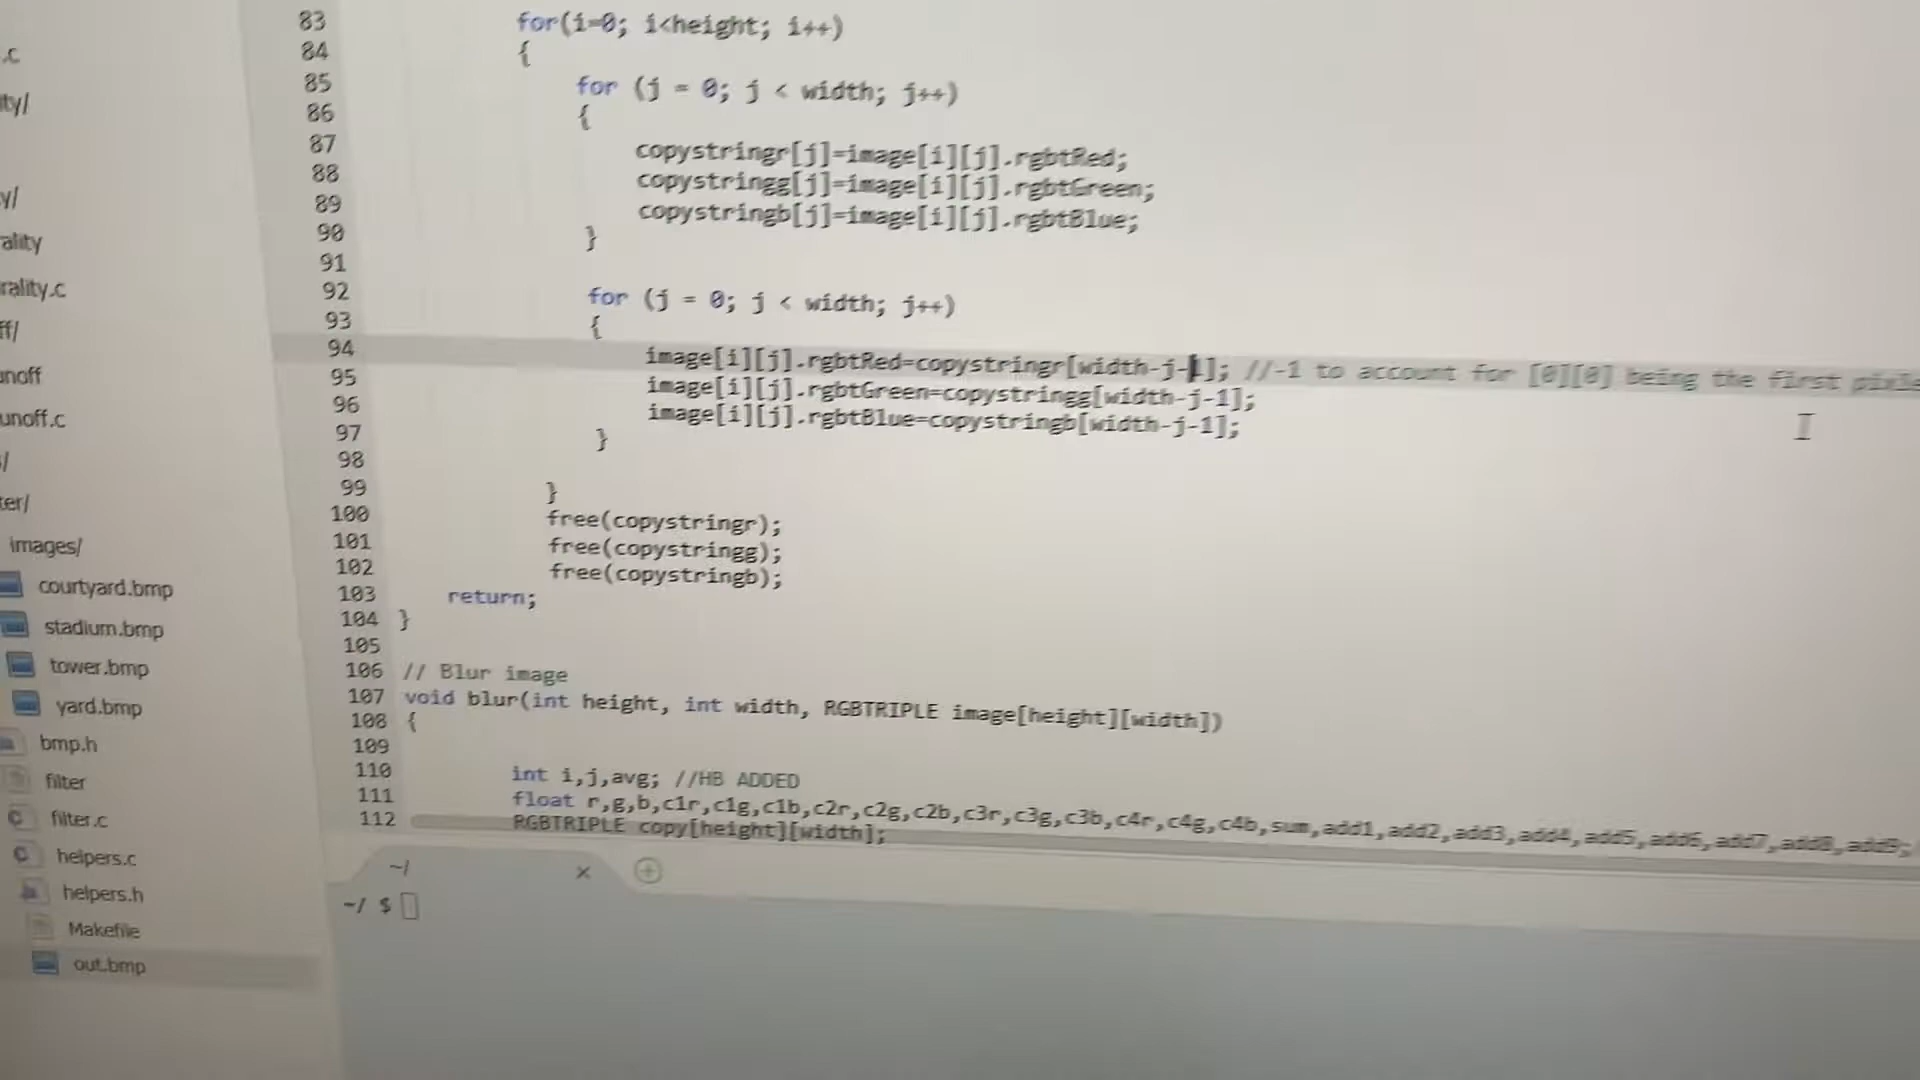 .c
ity/
y/
ality
rality.c
ff/
unoff
unoff.c
/
ter/
images/
courtyard.bmp
stadium.bmp
tower.bmp
yard.bmp
bmp.h
filter
filter.c
helpers.c
helpers.h
Makefile
out.bmp
83 for(i=0; i<height; i++)
84 {
85 for (j = 0; j < width; j++)
86 {
87 copystringr[j]=image[i][j].rgbtRed;
88 copystringg[j]=image[i][j].rgbtGreen;
89 copystringb[j]=image[i][j].rgbtBlue;
90 }
91
92 for (j = 0; j < width; j++)
93 {
94 image[i][j].rgbtRed=copystringr[width-j-1]; //-1 to account for [0][0] being the first pixle
95 image[i][j].rgbtGreen=copystringg[width-j-1];
96 image[i][j].rgbtBlue=copystringb[width-j-1];
97 }
98
99 }
100 free(copystringr);
101 free(copystringg);
102 free(copystringb);
103 return;
104 }
105
106 // Blur image
107 void blur(int height, int width, RGBTRIPLE image[height][width])
108 {
109
110 int i,j,avg; //HB ADDED
111 float r,g,b,c1r,c1g,c1b,c2r,c2g,c2b,c3r,c3g,c3b,c4r,c4g,c4b,sum,add1,add2,add3,add4,add5,add6,add7,add8,add9;
112 RGBTRIPLE copy[height][width];
~/
~/ $